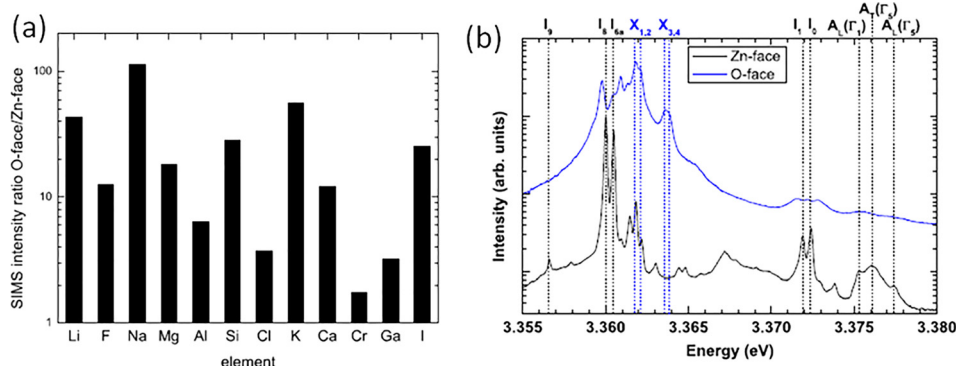 (a)
SIMS intensity ratio O-face/Zn-face
100
10
1
Li F Na Mg Al Si Cl K Ca Cr Ga I
element
(b)
I9 I8 I6a X1,2 X3,4 I1 I0 AL(Γ1) AT(Γ5) AL(Γ5)
Zn-face
O-face
Intensity (arb. units)
3.355 3.360 3.365 3.370 3.375 3.380
Energy (eV)